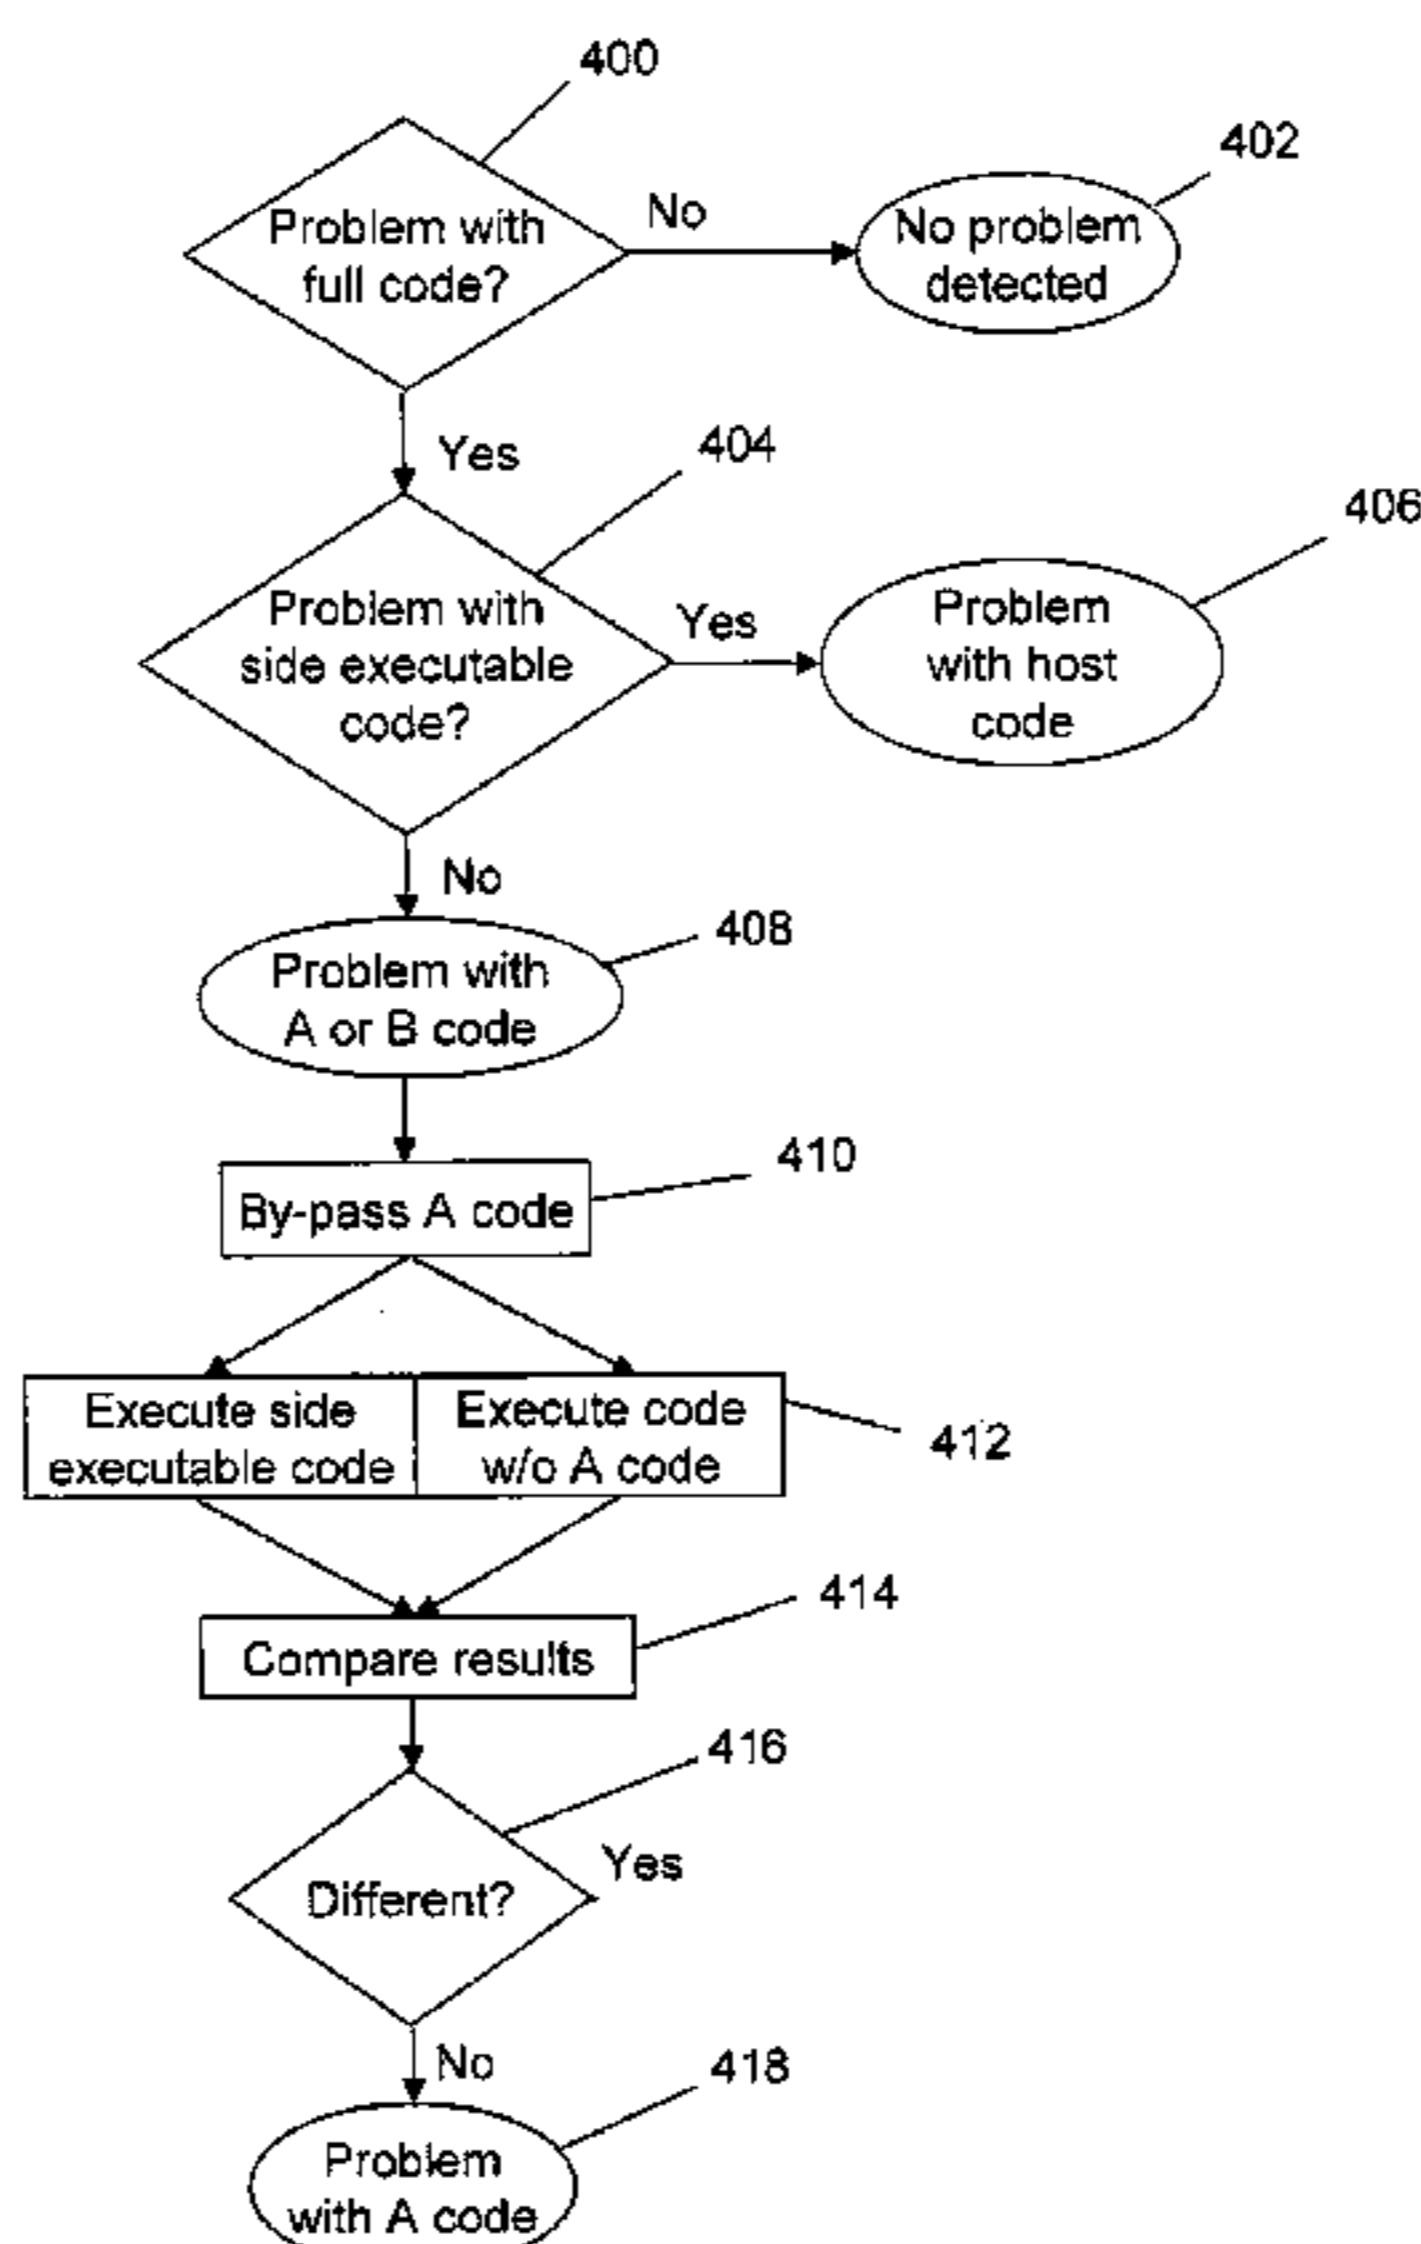 400
402
Problem with
full code?
No
No problem
detected
Yes
404
406
Problem with
side executable
code?
Yes
Problem
with host
code
No
408
Problem with
A or B code
410
By-pass A code
Execute side
executable code
Execute code
w/o A code
412
414
Compare results
416
Different?
Yes
No
418
Problem
with A code